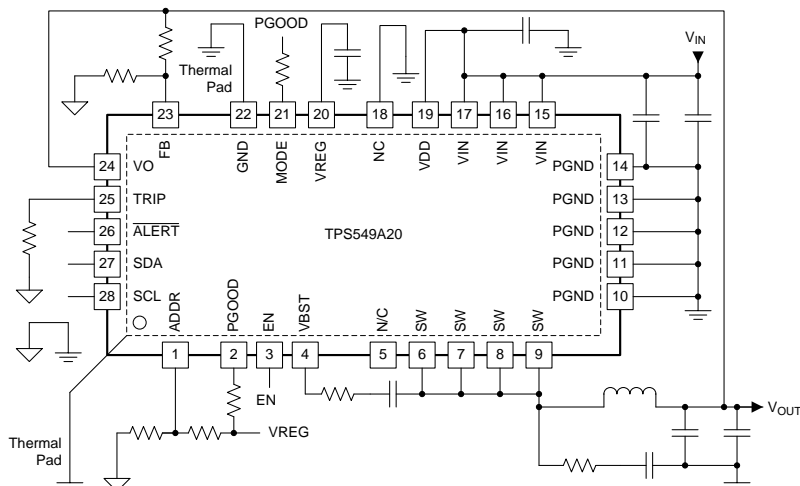 PGOOD
Thermal
Pad
V_IN
23 22 21 20 18 19 17 16 15
FB GND MODE VREG NC VDD VIN VIN VIN
24 VO
25 TRIP
26 ALERT
27 SDA
28 SCL
TPS549A20
PGND 14
PGND 13
PGND 12
PGND 11
PGND 10
ADDR PGOOD EN VBST N/C SW SW SW SW
1 2 3 4 5 6 7 8 9
EN
VREG
V_OUT
Thermal
Pad